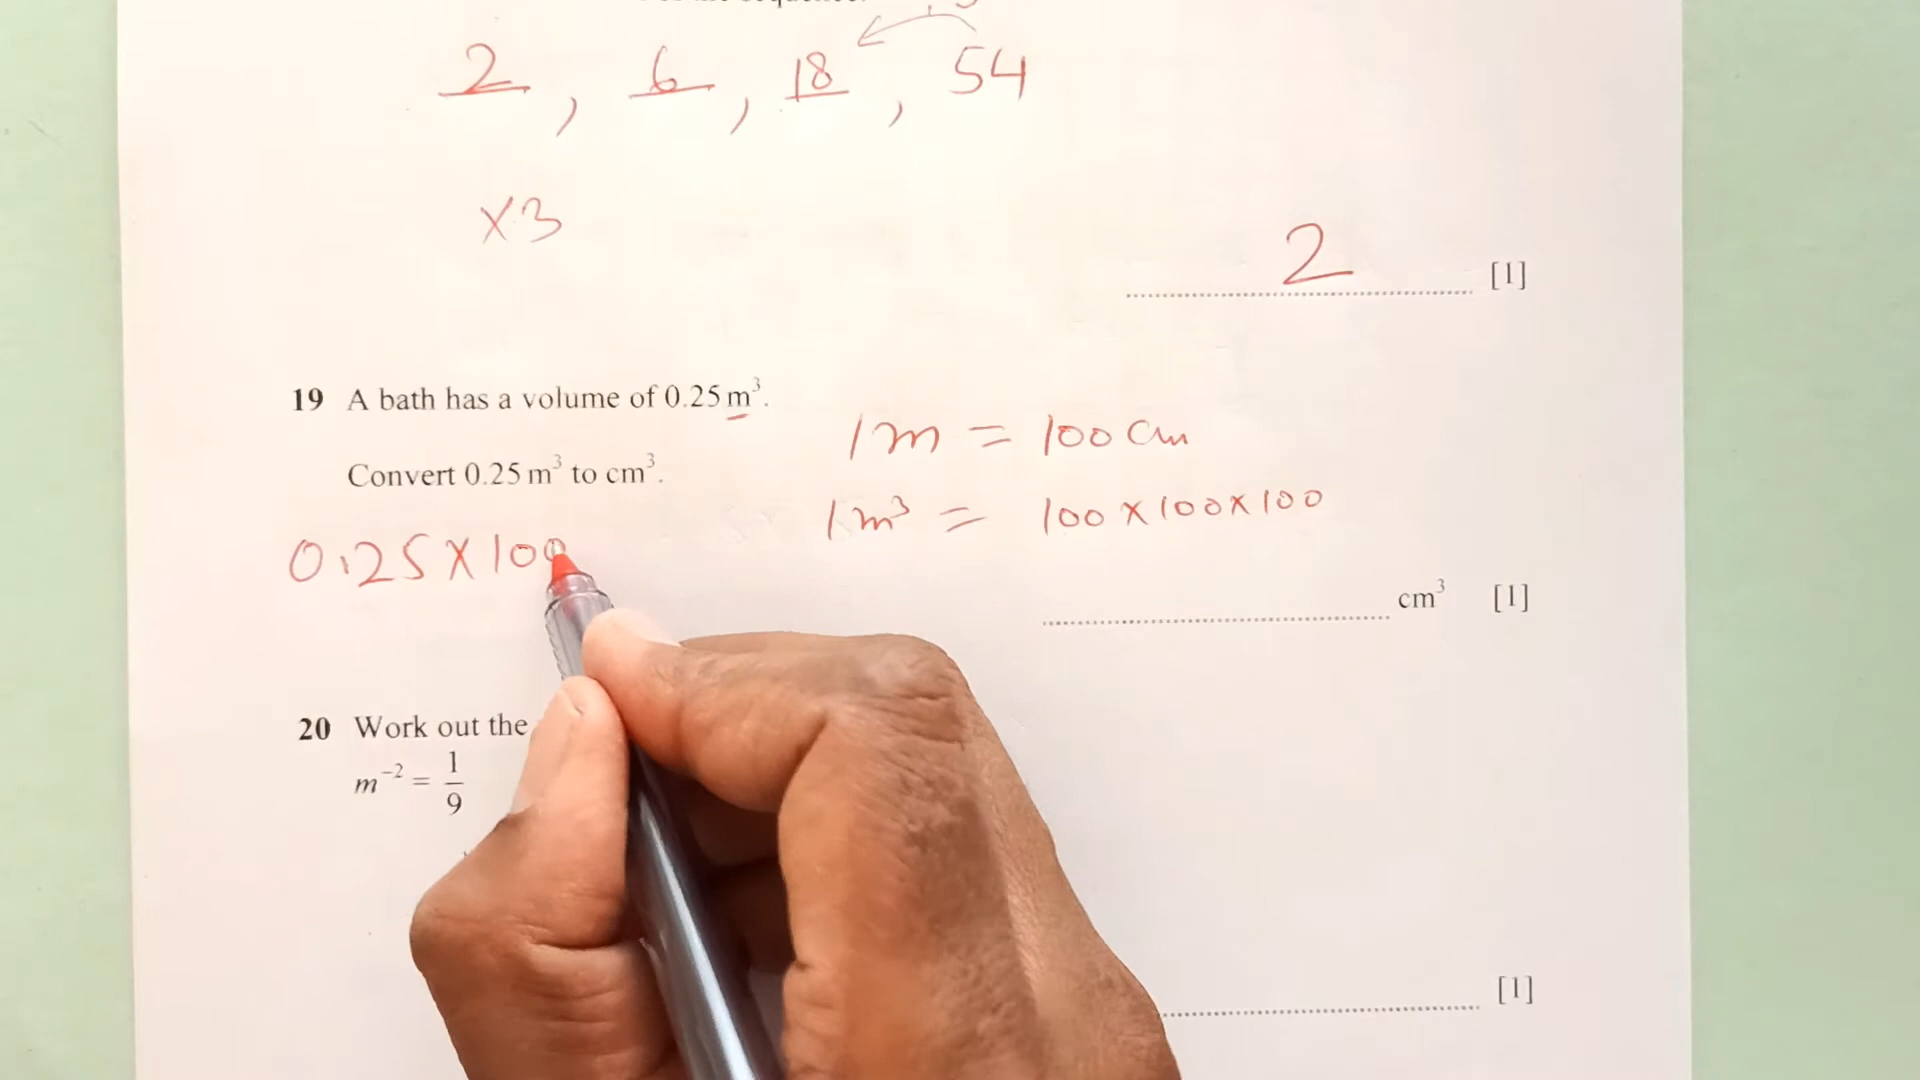 2 , 6 , 18 , 54
×3
2 [1]
19 A bath has a volume of 0.25 m³.
1m = 100 cm
Convert 0.25 m³ to cm³.
1m³ = 100 × 100 × 100
0.25 × 100
cm³ [1]
20 Work out the
m⁻² = 1/9
[1]